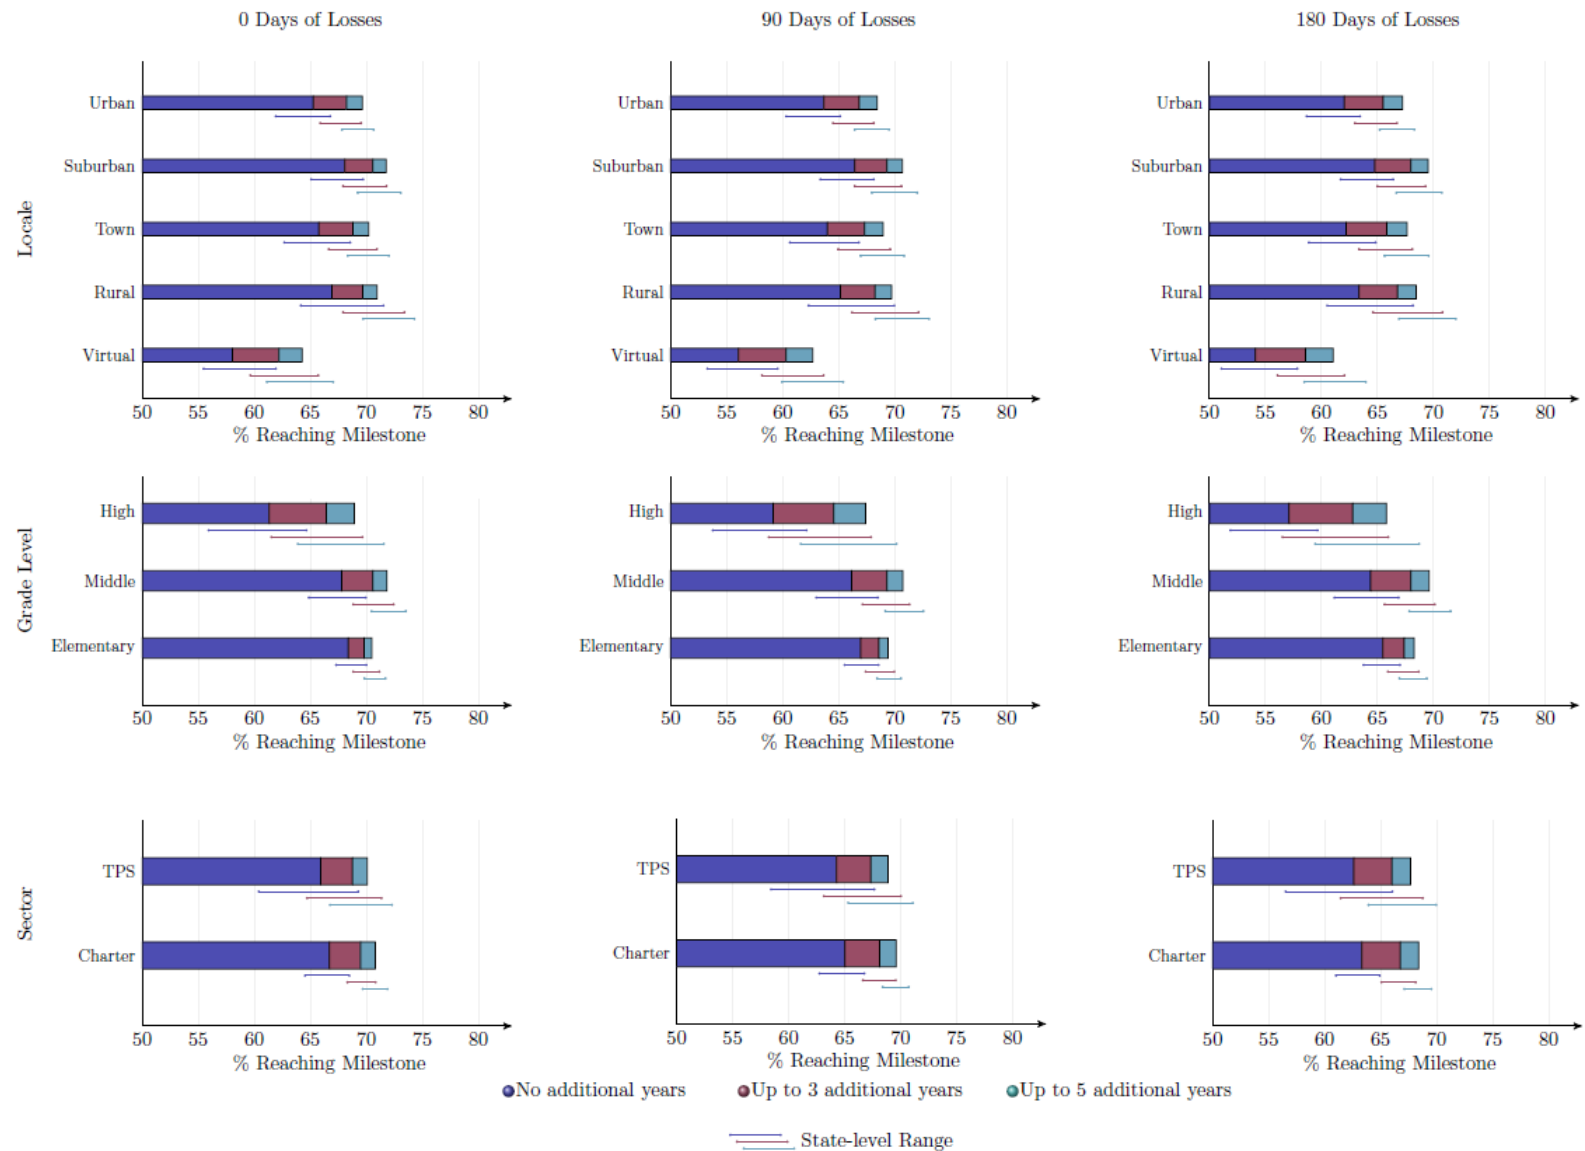 0 Days of Losses
90 Days of Losses
180 Days of Losses
Locale
Urban
Suburban
Town
Rural
Virtual
50 55 60 65 70 75 80
% Reaching Milestone
Urban
Suburban
Town
Rural
Virtual
50 55 60 65 70 75 80
% Reaching Milestone
Urban
Suburban
Town
Rural
Virtual
50 55 60 65 70 75 80
% Reaching Milestone
Grade Level
High
Middle
Elementary
50 55 60 65 70 75 80
% Reaching Milestone
High
Middle
Elementary
50 55 60 65 70 75 80
% Reaching Milestone
High
Middle
Elementary
50 55 60 65 70 75 80
% Reaching Milestone
Sector
TPS
Charter
50 55 60 65 70 75 80
% Reaching Milestone
TPS
Charter
50 55 60 65 70 75 80
% Reaching Milestone
TPS
Charter
50 55 60 65 70 75 80
% Reaching Milestone
No additional years
Up to 3 additional years
Up to 5 additional years
State-level Range